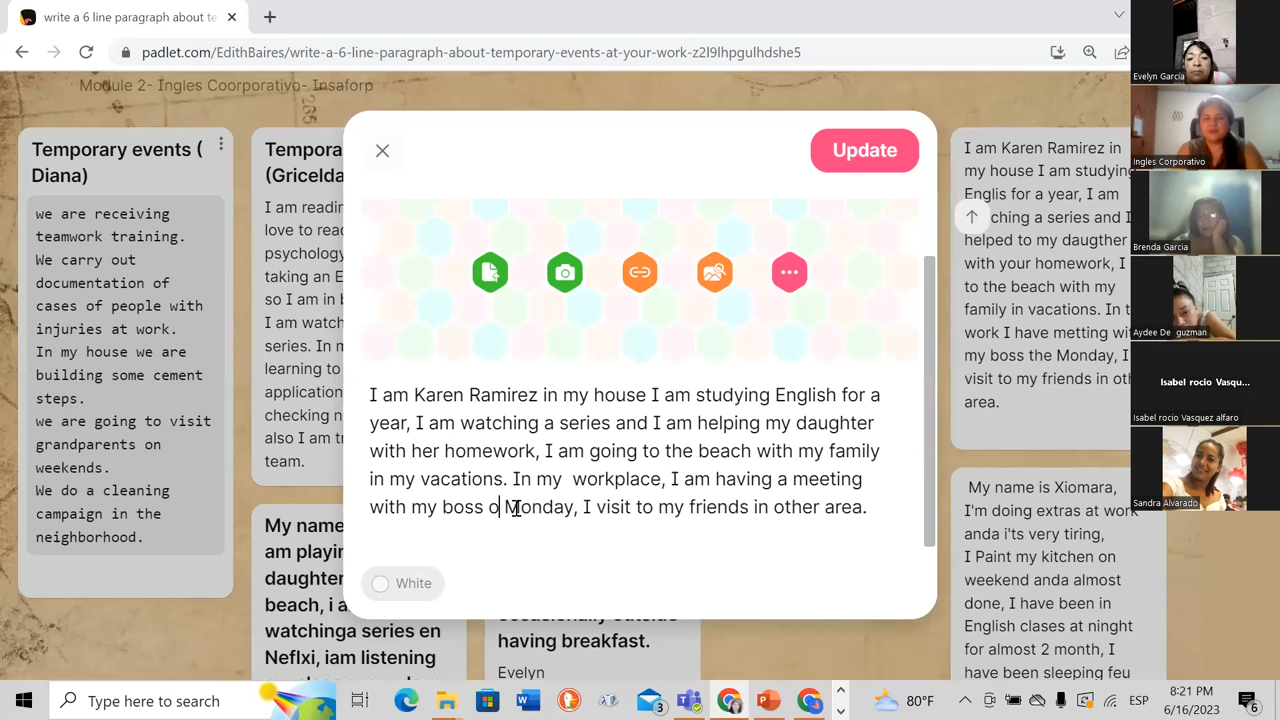 write a 6 line paragraph about te
padlet.com/EdithBaires/write-a-6-line-paragraph-about-temporary-events-at-your-work-z2l9lhpgulhdshe5
Module 2- Ingles Coorporativo- Insaforp
Temporary events (
Diana)
we are receiving
teamwork training.
We carry out
documentation of
cases of people with
injuries at work.
In my house we are
building some cement
steps.
we are going to visit
grandparents on
weekends.
We do a cleaning
campaign in the
neighborhood.
Tempora
(Gricelda
I am readin
love to rea
psychology
taking an E
so I am in b
I am watch
series. In m
learning to
application
checking n
also I am tr
team.
My name
am playin
daughter
beach, i a
watchinga series en
Neflxi, iam listening
Update
I am Karen Ramirez in my house I am studying English for a
year, I am watching a series and I am helping my daughter
with her homework, I am going to the beach with my family
in my vacations. In my  workplace, I am having a meeting
with my boss o Monday, I visit to my friends in other area.
White
having breakfast.
Evelyn
I am Karen Ramirez in
my house I am studying
Englis for a year, I am
ching a series and I
helped to my daugther
with your homework, I
to the beach with my
family in vacations. In t
work I have metting wi
my boss the Monday, I
visit to my friends in oth
area.
My name is Xiomara,
I'm doing extras at work
anda i'ts very tiring,
I Paint my kitchen on
weekend anda almost
done, I have been in
English clases at ninght
for almost 2 month, I
have been sleeping feu
Evelyn García
Ingles Corporativo
Brenda Garcia
Aydee De guzman
Isabel rocio Vasqu...
Isabel rocio Vasquez alfaro
Sandra Alvarado
Type here to search
3
80°F
ESP
8:21 PM
6/16/2023
6